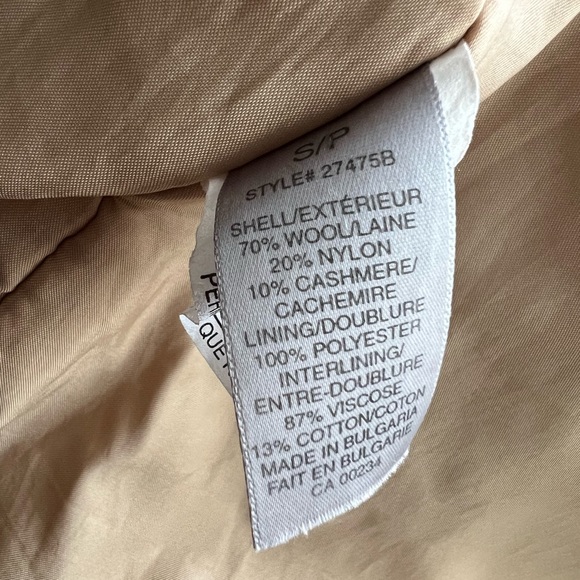 S/P
STYLE# 27475B
SHELL/EXTÉRIEUR
70% WOOL/LAINE
20% NYLON
10% CASHMERE/
CACHEMIRE
LINING/DOUBLURE
100% POLYESTER
INTERLINING/
ENTRE-DOUBLURE
87% VISCOSE
13% COTTON/COTON
MADE IN BULGARIA
FAIT EN BULGARIE
CA 00234